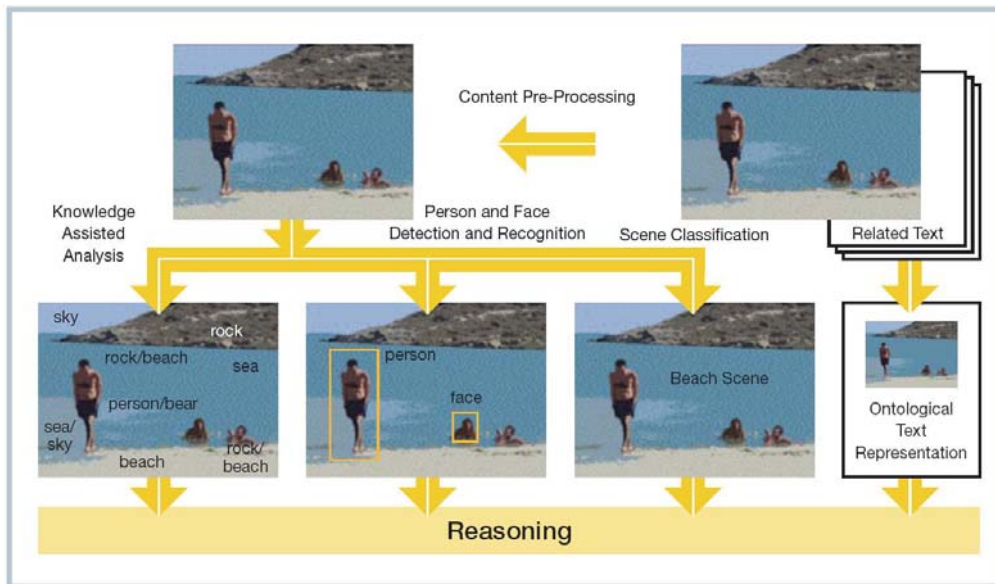 Content Pre-Processing
Knowledge
Assisted
Analysis
Person and Face
Detection and Recognition
Scene Classification
Related Text
sky
rock
rock/beach
sea
person/bear
sea/
sky
beach
rock/
beach
person
face
Beach Scene
Ontological
Text
Representation
Reasoning